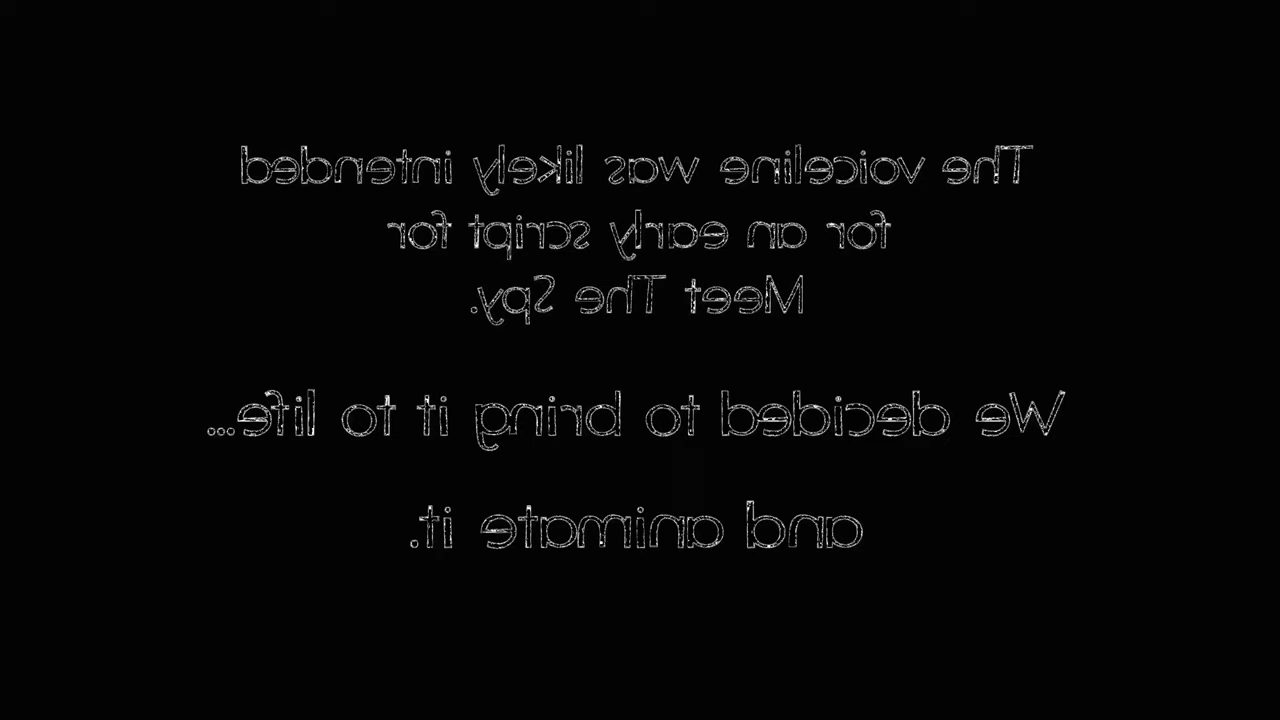 The voiceline was likely intended
for an early script for
Meet The Spy.
We decided to bring it to life...
and animate it.